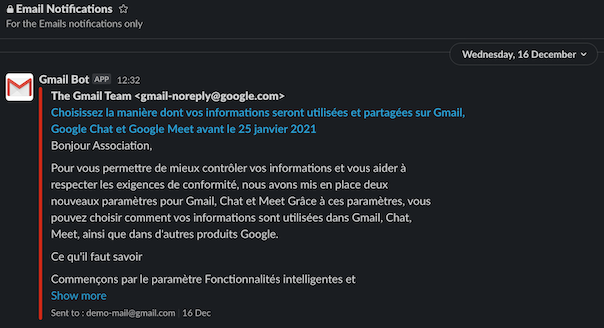 Email Notifications
For the Emails notifications only
Wednesday, 16 December
Gmail Bot APP 12:32
The Gmail Team <gmail-noreply@google.com>
Choisissez la manière dont vos informations seront utilisées et partagées sur Gmail,
Google Chat et Google Meet avant le 25 janvier 2021
Bonjour Association,
Pour vous permettre de mieux contrôler vos informations et vous aider à
respecter les exigences de conformité, nous avons mis en place deux
nouveaux paramètres pour Gmail, Chat et Meet Grâce à ces paramètres, vous
pouvez choisir comment vos informations sont utilisées dans Gmail, Chat,
Meet, ainsi que dans d'autres produits Google.
Ce qu'il faut savoir
Commençons par le paramètre Fonctionnalités intelligentes et
Show more
Sent to : demo-mail@gmail.com | 16 Dec